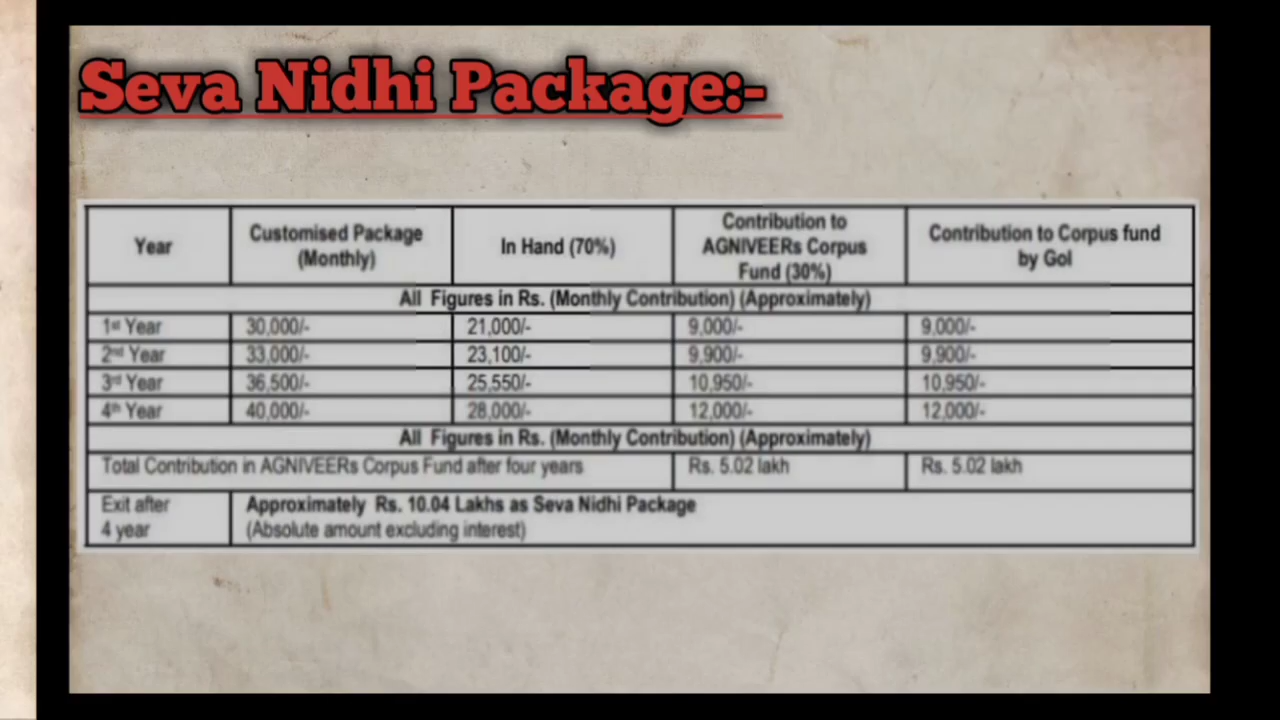 Seva Nidhi Package:-
Year
Customised Package
(Monthly)
In Hand (70%)
Contribution to
AGNIVEERs Corpus
Fund (30%)
Contribution to Corpus fund
by GoI
All Figures in Rs. (Monthly Contribution) (Approximately)
1st Year 30,000/- 21,000/- 9,000/- 9,000/-
2nd Year 33,000/- 23,100/- 9,900/- 9,900/-
3rd Year 36,500/- 25,550/- 10,950/- 10,950/-
4th Year 40,000/- 28,000/- 12,000/- 12,000/-
All Figures in Rs. (Monthly Contribution) (Approximately)
Total Contribution in AGNIVEERs Corpus Fund after four years Rs. 5.02 lakh Rs. 5.02 lakh
Exit after
4 year
Approximately Rs. 10.04 Lakhs as Seva Nidhi Package
(Absolute amount excluding interest)